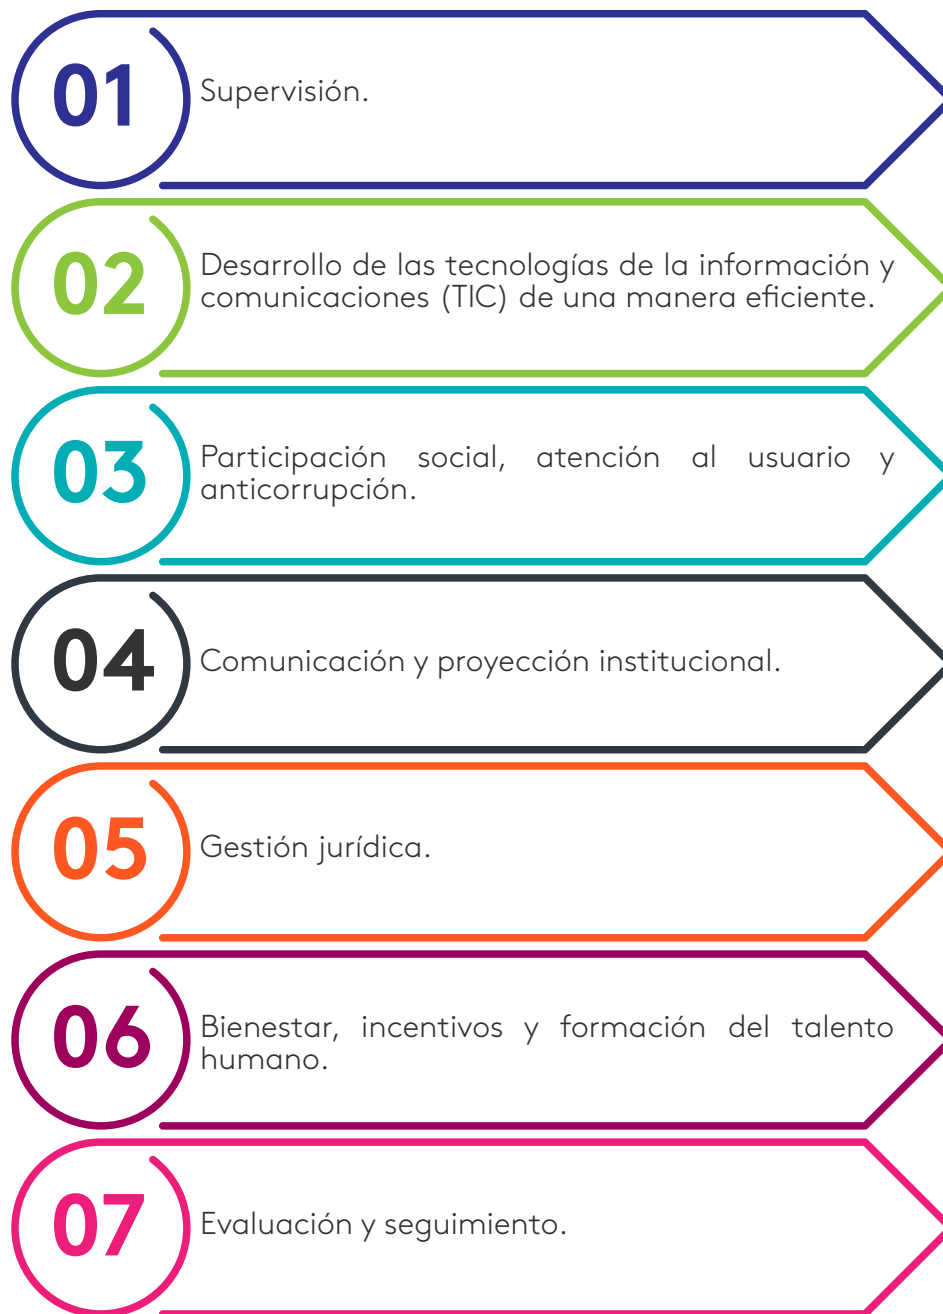 01
Supervisión.
02
Desarrollo de las tecnologías de la información y
comunicaciones (TIC) de una manera eficiente.
03
Participación social, atención al usuario y
anticorrupción.
04
Comunicación y proyección institucional.
05
Gestión jurídica.
06
Bienestar, incentivos y formación del talento
humano.
07
Evaluación y seguimiento.